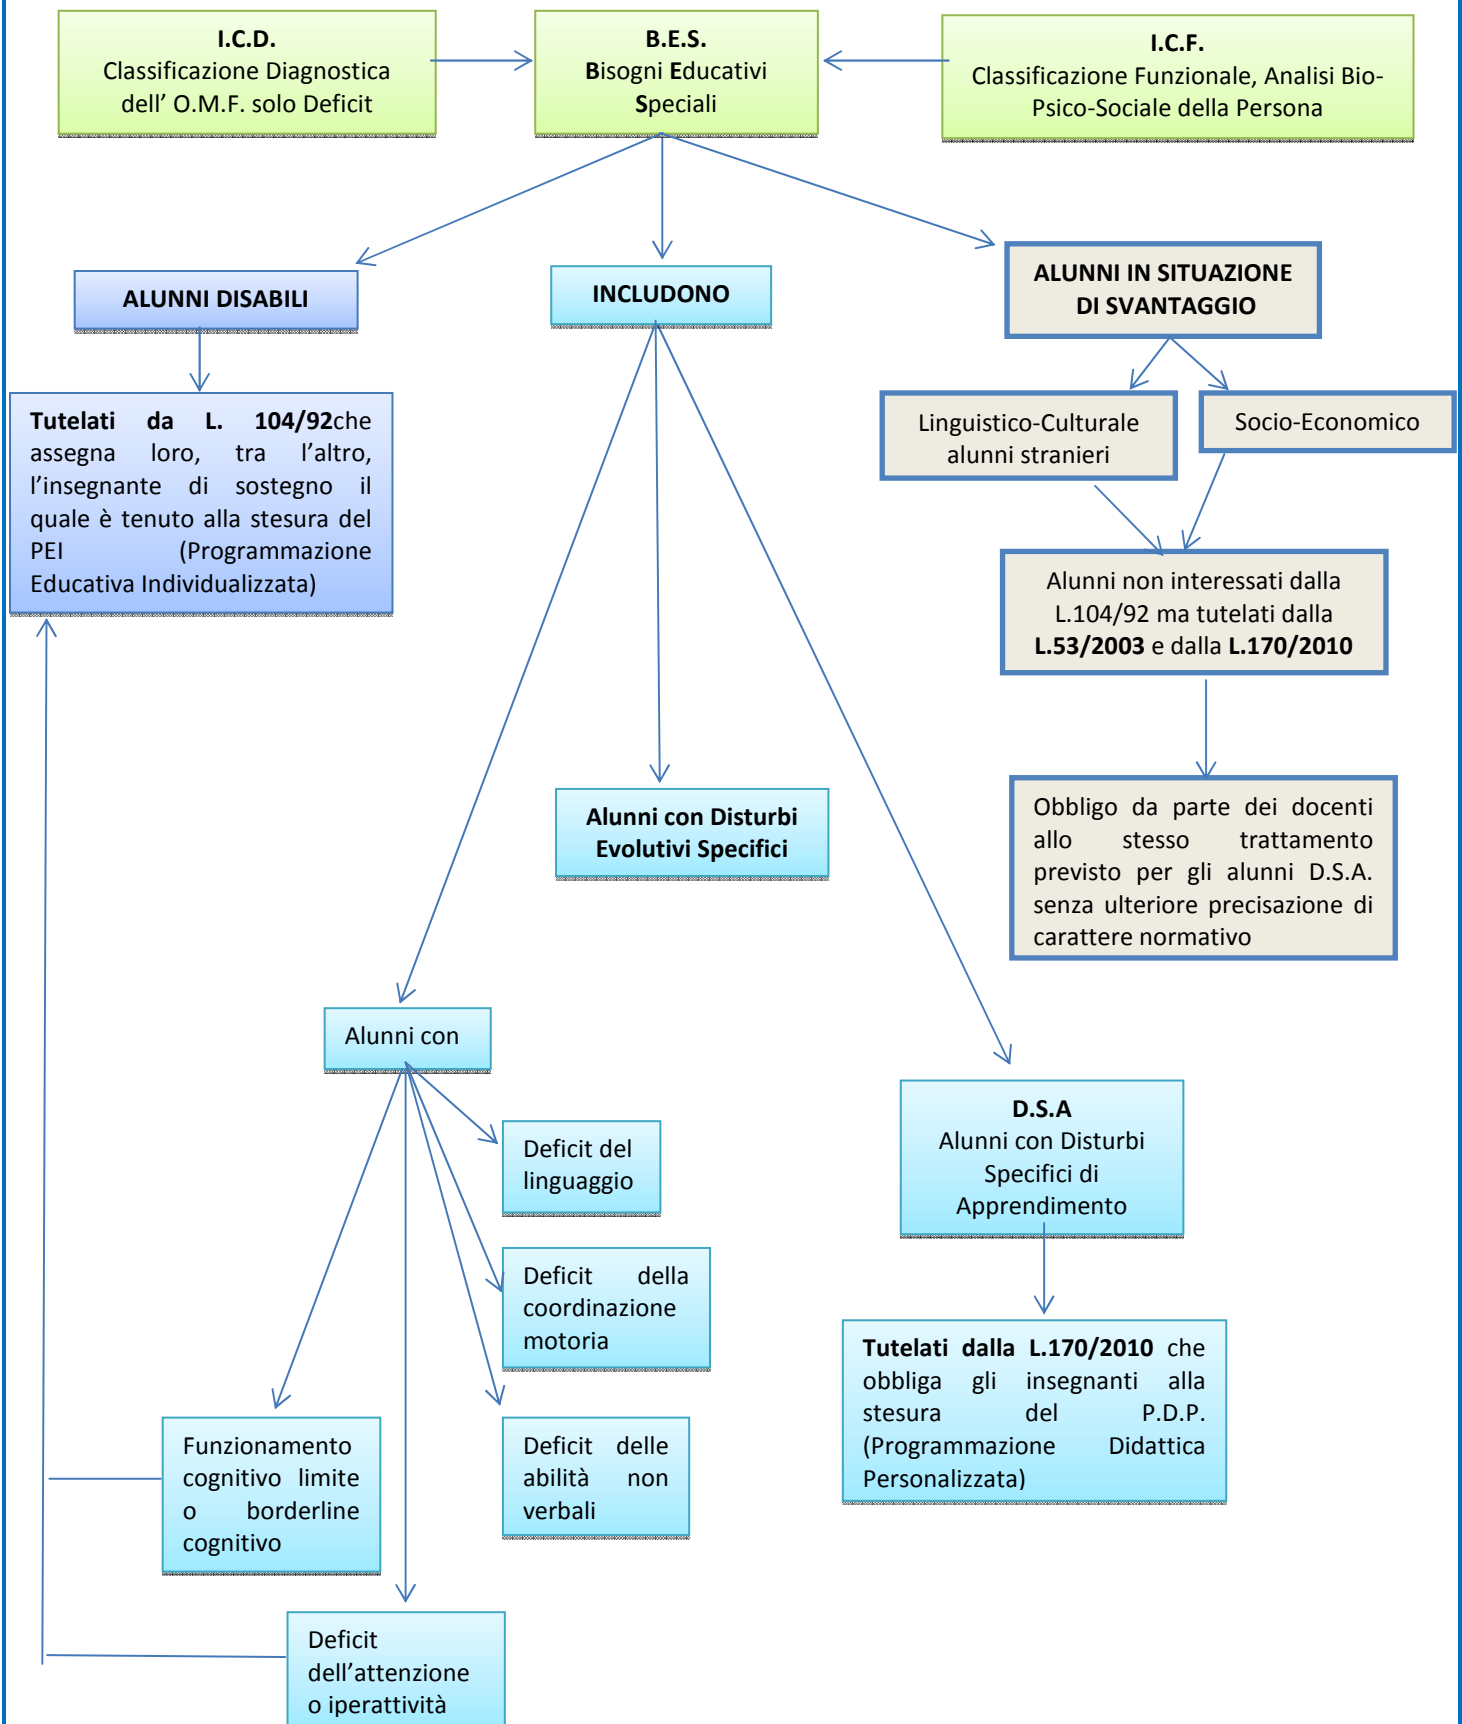 I.C.D.
Classificazione Diagnostica
dell’ O.M.F. solo Deficit
B.E.S.
Bisogni Educativi
Speciali
I.C.F.
Classificazione Funzionale, Analisi Bio-
Psico-Sociale della Persona
ALUNNI DISABILI
INCLUDONO
ALUNNI IN SITUAZIONE
DI SVANTAGGIO
Tutelati da L. 104/92che
assegna loro, tra l’altro,
l’insegnante di sostegno il
quale è tenuto alla stesura del
PEI (Programmazione
Educativa Individualizzata)
Linguistico-Culturale
alunni stranieri
Socio-Economico
Alunni non interessati dalla
L.104/92 ma tutelati dalla
L.53/2003 e dalla L.170/2010
Alunni con Disturbi
Evolutivi Specifici
Obbligo da parte dei docenti
allo stesso trattamento
previsto per gli alunni D.S.A.
senza ulteriore precisazione di
carattere normativo
Alunni con
D.S.A
Alunni con Disturbi
Specifici di
Apprendimento
Deficit del
linguaggio
Deficit della
coordinazione
motoria
Tutelati dalla L.170/2010 che
obbliga gli insegnanti alla
stesura del P.D.P.
(Programmazione Didattica
Personalizzata)
Funzionamento
cognitivo limite
o borderline
cognitivo
Deficit delle
abilità non
verbali
Deficit
dell’attenzione
o iperattività